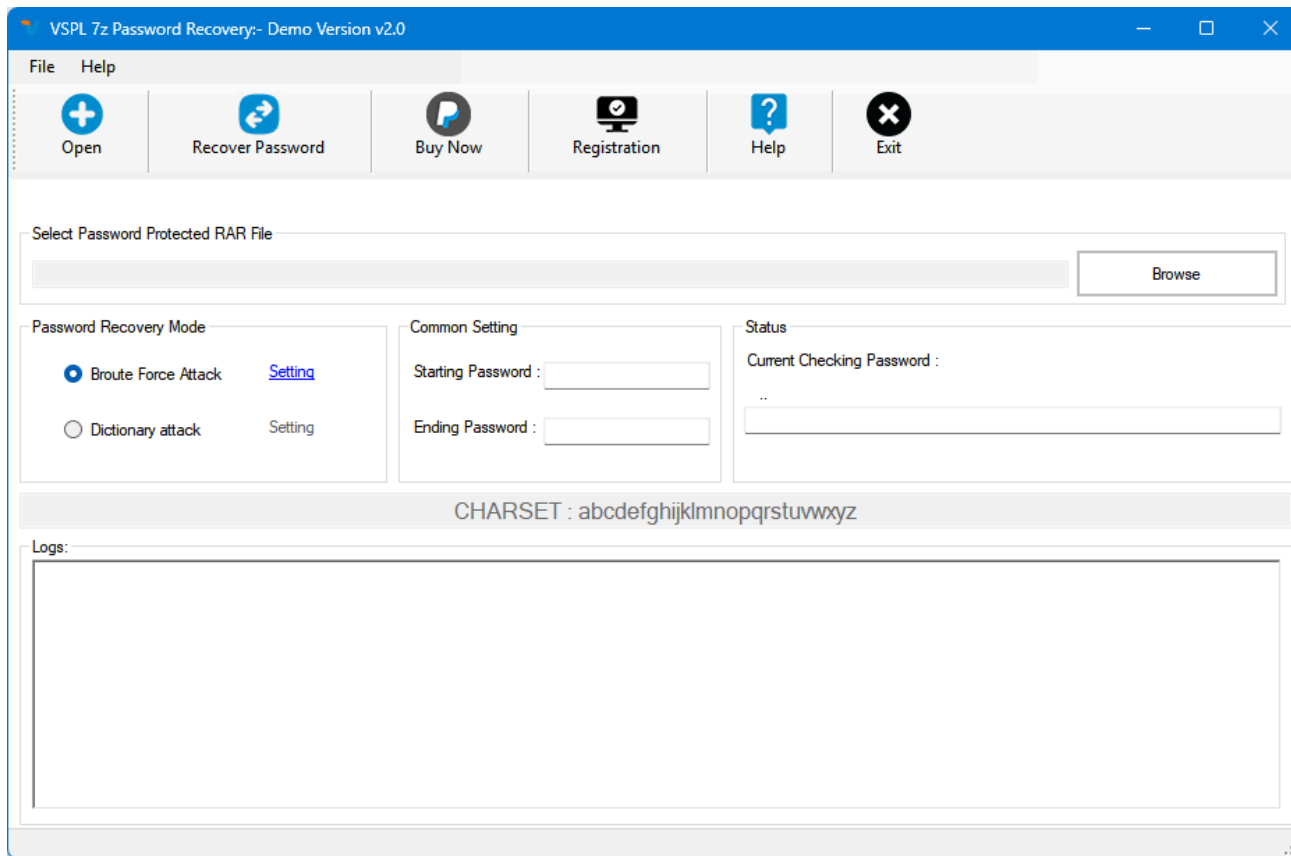 VSPL 7z Password Recovery:- Demo Version v2.0
File Help
Open Recover Password Buy Now Registration Help Exit
Select Password Protected RAR File
Browse
Password Recovery Mode
Broute Force Attack Setting
Dictionary attack Setting
Common Setting
Starting Password :
Ending Password :
Status
Current Checking Password :
..
CHARSET : abcdefghijklmnopqrstuvwxyz
Logs: